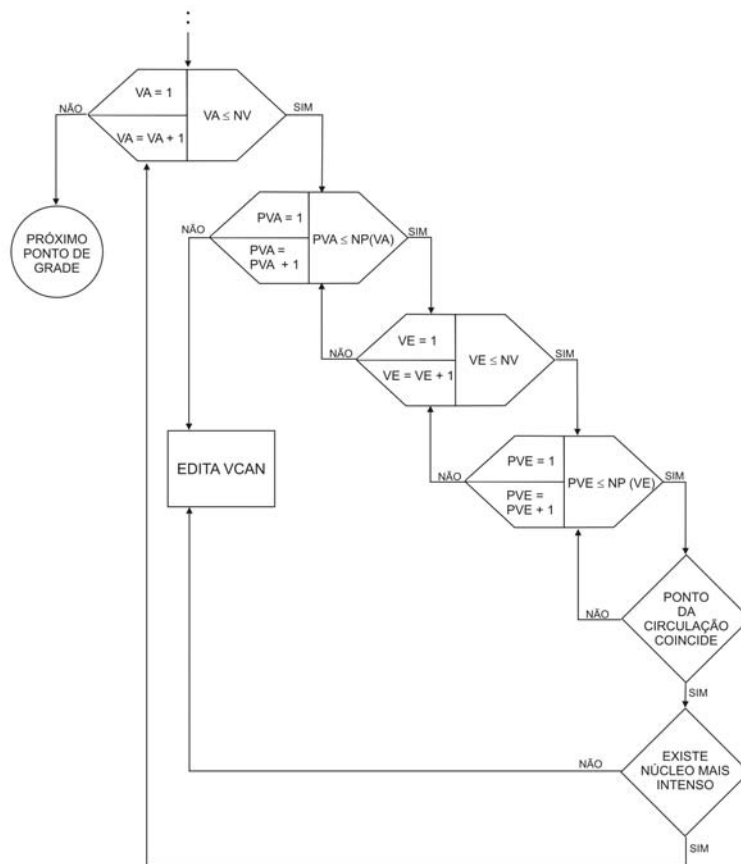 :
NÃO
VA = 1
VA = VA + 1
VA ≤ NV
SIM
PRÓXIMO
PONTO DE
GRADE
NÃO
PVA = 1
PVA =
PVA + 1
PVA ≤ NP(VA)
SIM
NÃO
VE = 1
VE = VE + 1
VE ≤ NV
SIM
EDITA VCAN
NÃO
PVE = 1
PVE =
PVE + 1
PVE ≤ NP (VE)
SIM
NÃO
PONTO
DA
CIRCULAÇÃO
COINCIDE
SIM
NÃO
EXISTE
NÚCLEO MAIS
INTENSO
SIM